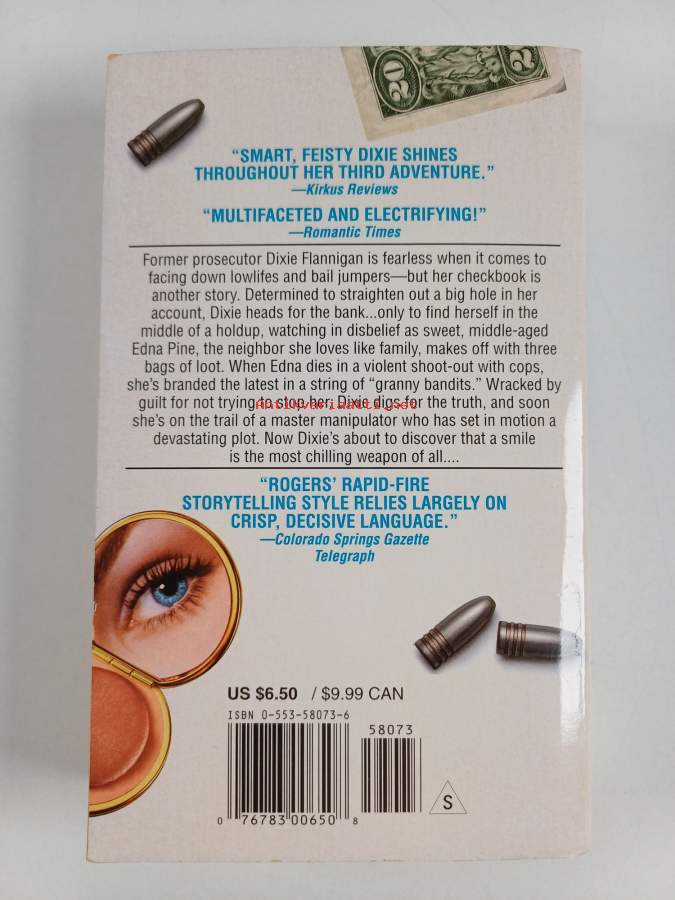 20
20
"SMART, FEISTY DIXIE SHINES
THROUGHOUT HER THIRD ADVENTURE."
—Kirkus Reviews
"MULTIFACETED AND ELECTRIFYING!"
—Romantic Times
Former prosecutor Dixie Flannigan is fearless when it comes to
facing down lowlifes and bail jumpers—but her checkbook is
another story. Determined to straighten out a big hole in her
account, Dixie heads for the bank...only to find herself in the
middle of a holdup, watching in disbelief as sweet, middle-aged
Edna Pine, the neighbor she loves like family, makes off with three
bags of loot. When Edna dies in a violent shoot-out with cops,
she's branded the latest in a string of "granny bandits." Wracked by
guilt for not trying to stop her, Dixie digs for the truth, and soon
Antikvariaatti.net
she's on the trail of a master manipulator who has set in motion a
devastating plot. Now Dixie's about to discover that a smile
is the most chilling weapon of all....
"ROGERS' RAPID-FIRE
STORYTELLING STYLE RELIES LARGELY ON
CRISP, DECISIVE LANGUAGE."
—Colorado Springs Gazette
Telegraph
US $6.50 / $9.99 CAN
ISBN 0-553-58073-6
58073
S
0 76783 00650 8